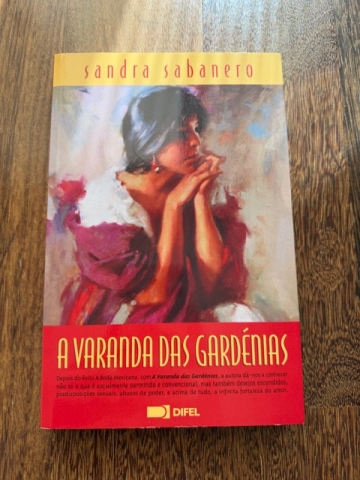 sandra sabanero
A VARANDA DAS GARDÉNIAS
Depois do êxito A Boda Mexicana, com A Varanda das Gardénias, a autora dá-nos a conhecer
não só o que é socialmente permitido e convencional, mas também desejos escondidos,
predisposições sexuais, abusos de poder, e acima de tudo, a infinita fortaleza do amor.
DIFEL